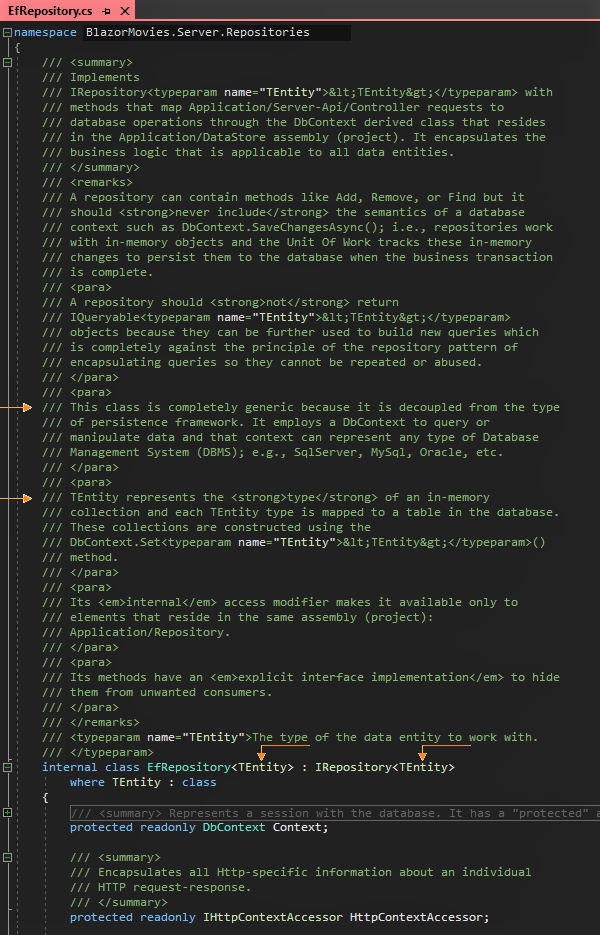 EfRepository.cs
namespace BlazorMovies.Server.Repositories
{
/// <summary>
/// Implements
/// IRepository<typeparam name="TEntity">&lt;TEntity&gt;</typeparam> with
/// methods that map Application/Server-Api/Controller requests to
/// database operations through the DbContext derived class that resides
/// in the Application/DataStore assembly (project). It encapsulates the
/// business logic that is applicable to all data entities.
/// </summary>
/// <remarks>
/// A repository can contain methods like Add, Remove, or Find but it
/// should <strong>never include</strong> the semantics of a database
/// context such as DbContext.SaveChangesAsync(); i.e., repositories work
/// with in-memory objects and the Unit Of Work tracks these in-memory
/// changes to persist them to the database when the business transaction
/// is complete.
/// <para>
/// A repository should <strong>not</strong> return
/// IQueryable<typeparam name="TEntity">&lt;TEntity&gt;</typeparam>
/// objects because they can be further used to build new queries which
/// is completely against the principle of the repository pattern of
/// encapsulating queries so they cannot be repeated or abused.
/// </para>
/// <para>
/// This class is completely generic because it is decoupled from the type
/// of persistence framework. It employs a DbContext to query or
/// manipulate data and that context can represent any type of Database
/// Management System (DBMS); e.g., SqlServer, MySql, Oracle, etc.
/// </para>
/// <para>
/// TEntity represents the <strong>type</strong> of an in-memory
/// collection and each TEntity type is mapped to a table in the database.
/// These collections are constructed using the
/// DbContext.Set<typeparam name="TEntity">&lt;TEntity&gt;</typeparam>()
/// method.
/// </para>
/// <para>
/// Its <em>internal</em> access modifier makes it available only to
/// elements that reside in the same assembly (project):
/// Application/Repository.
/// </para>
/// <para>
/// Its methods have an <em>explicit interface implementation</em> to hide
/// them from unwanted consumers.
/// </para>
/// </remarks>
/// <typeparam name="TEntity">The type of the data entity to work with.
/// </typeparam>
internal class EfRepository<TEntity> : IRepository<TEntity>
where TEntity : class
{
/// <summary> Represents a session with the database. It has a "protected" a
protected readonly DbContext Context;
/// <summary>
/// Encapsulates all Http-specific information about an individual
/// HTTP request-response.
/// </summary>
protected readonly IHttpContextAccessor HttpContextAccessor;